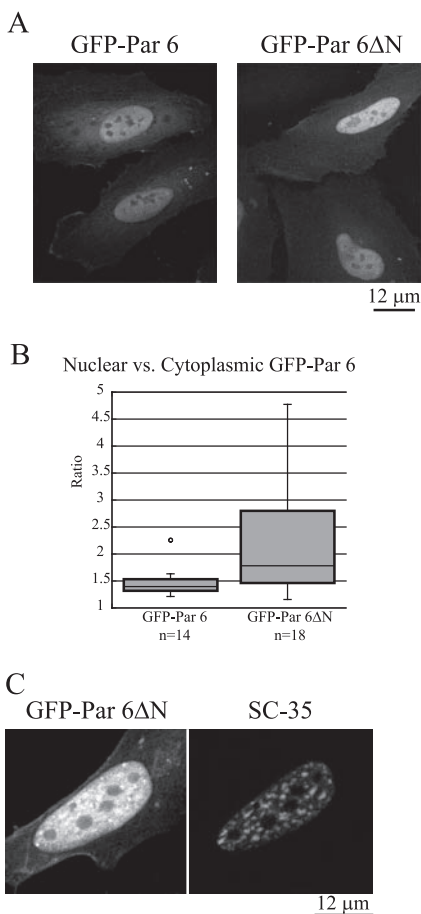 A
GFP-Par 6 GFP-Par 6ΔN
12 μm
B
Nuclear vs. Cytoplasmic GFP-Par 6
Ratio
5
4.5
4
3.5
3
2.5
2
1.5
1
GFP-Par 6 GFP-Par 6ΔN
n=14 n=18
C
GFP-Par 6ΔN SC-35
12 μm